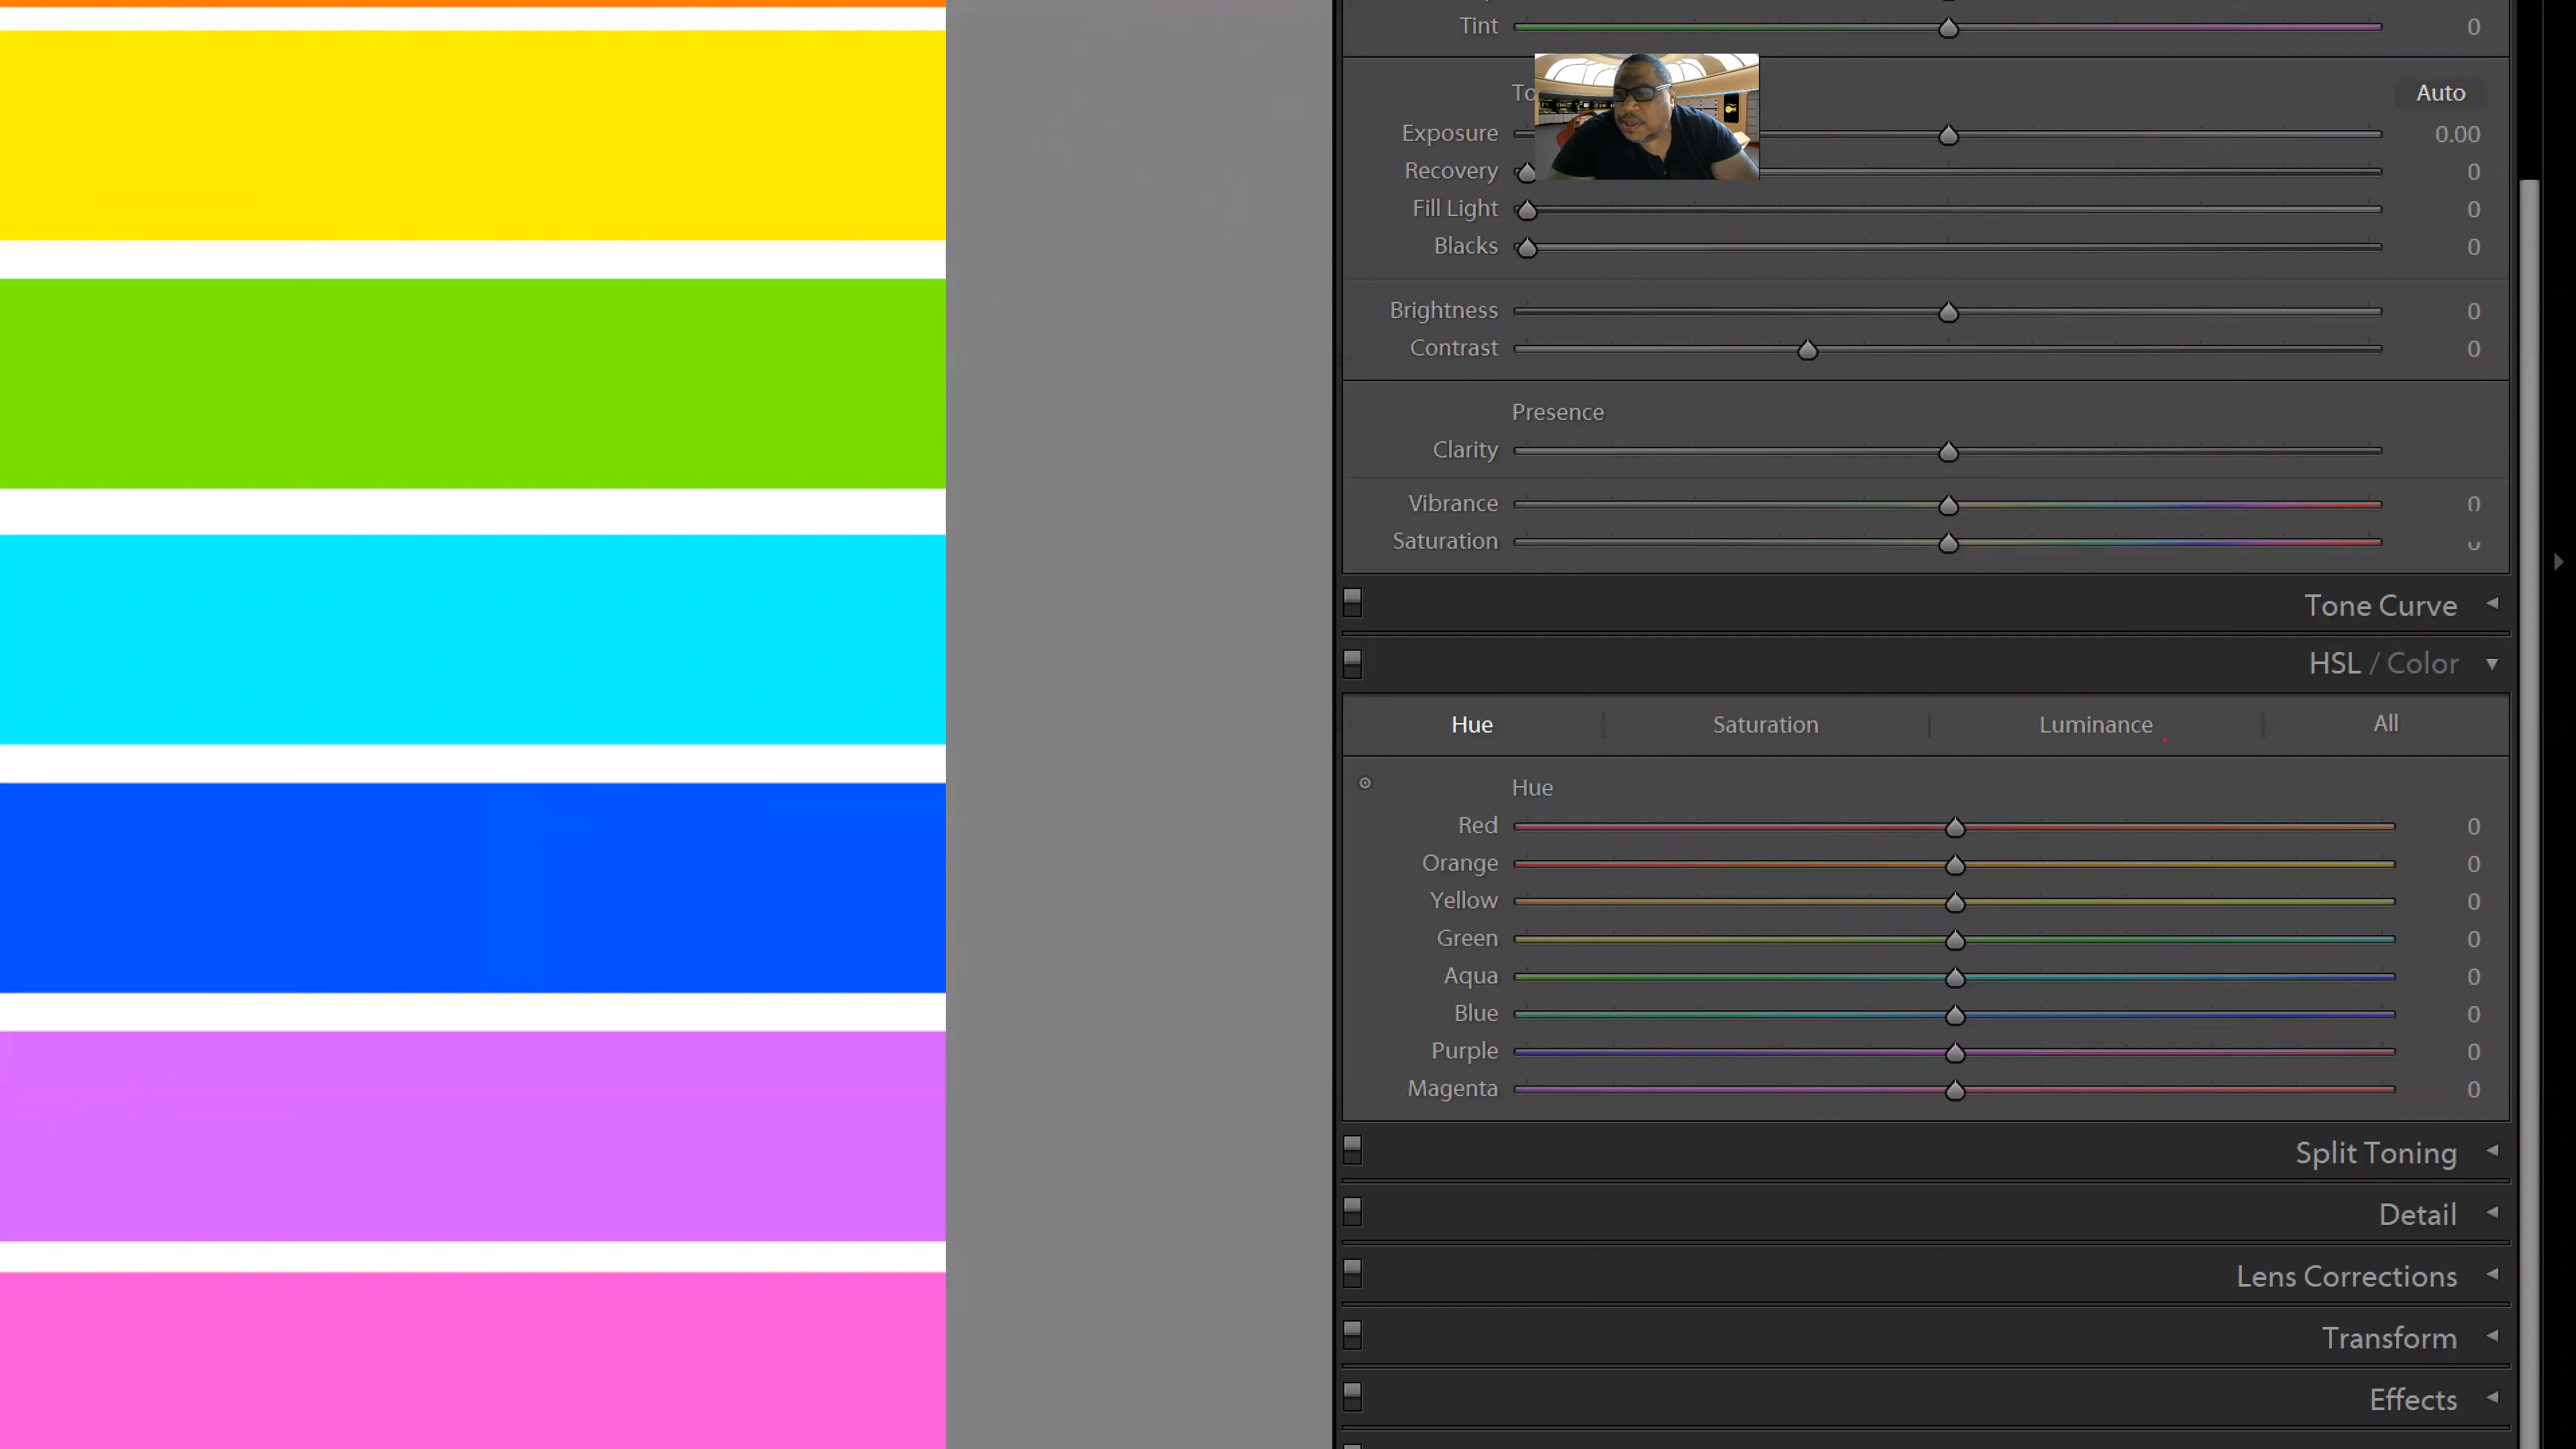 Tint 0
To Auto
Exposure 0.00
Recovery 0
Fill Light 0
Blacks 0
Brightness 0
Contrast 0
Presence
Clarity
Vibrance 0
Saturation
Tone Curve
HSL / Color
Hue Saturation Luminance All
Hue
Red 0
Orange 0
Yellow 0
Green 0
Aqua 0
Blue 0
Purple 0
Magenta 0
Split Toning
Detail
Lens Corrections
Transform
Effects